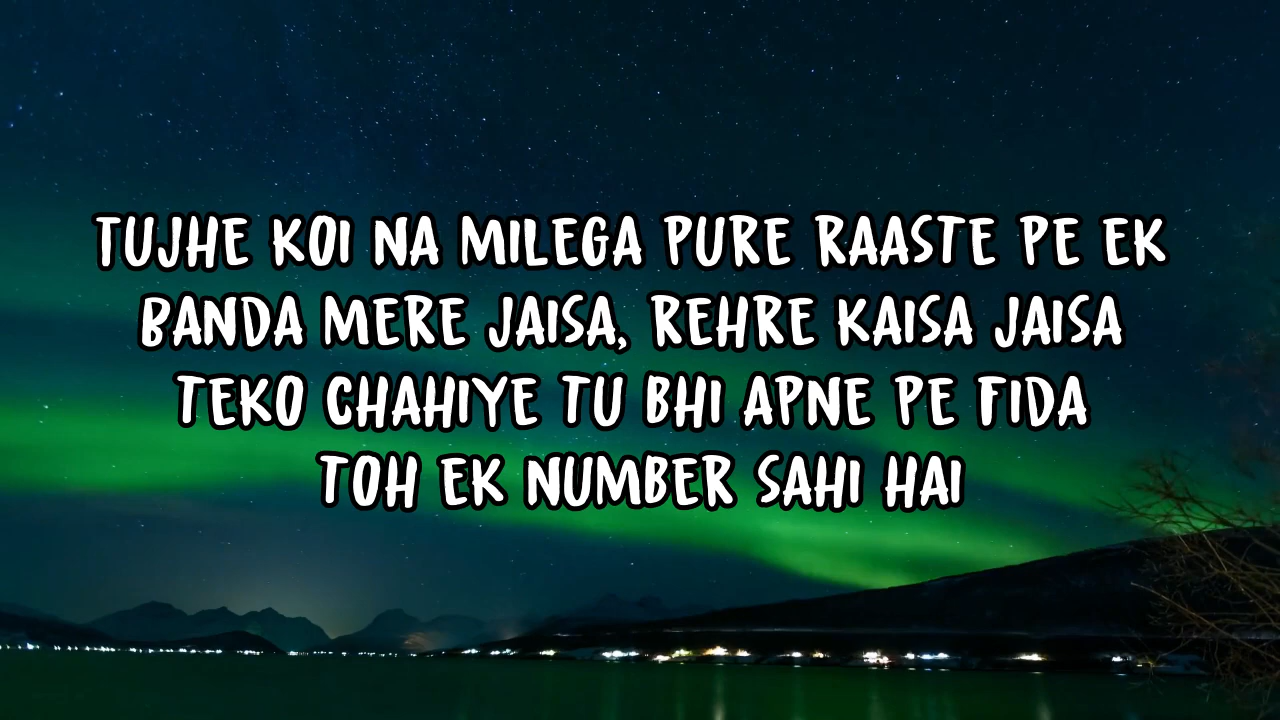 TUJHE KOI NA MILEGA PURE RAASTE PE EK
BANDA MERE JAISA, REHRE KAISA JAISA
TEKO CHAHIYE TU BHI APNE PE FIDA
TOH EK NUMBER SAHI HAI